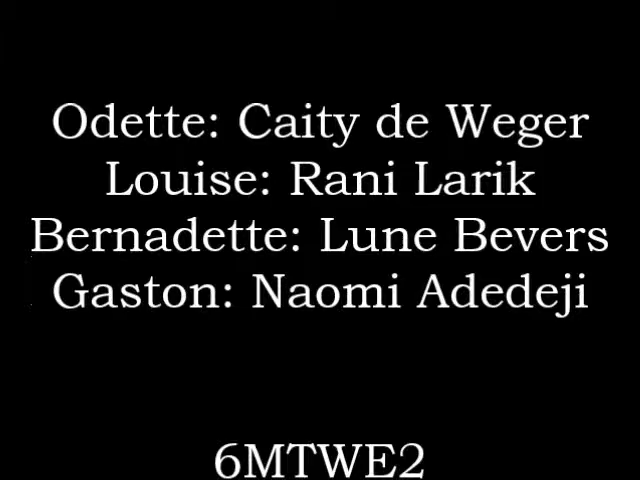 Odette: Caity de Weger
Louise: Rani Larik
Bernadette: Lune Bevers
Gaston: Naomi Adedeji
6MTWE2